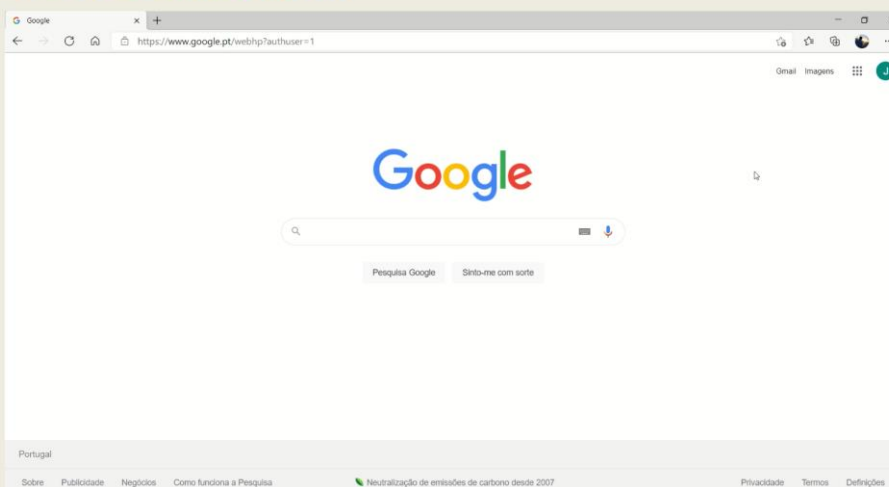 Google
https://www.google.pt/webhp?authuser=1
Gmail Imagens
J
Google
Pesquisa Google Sinto-me com sorte
Portugal
Sobre Publicidade Negócios Como funciona a Pesquisa Neutralização de emissões de carbono desde 2007 Privacidade Termos Definições